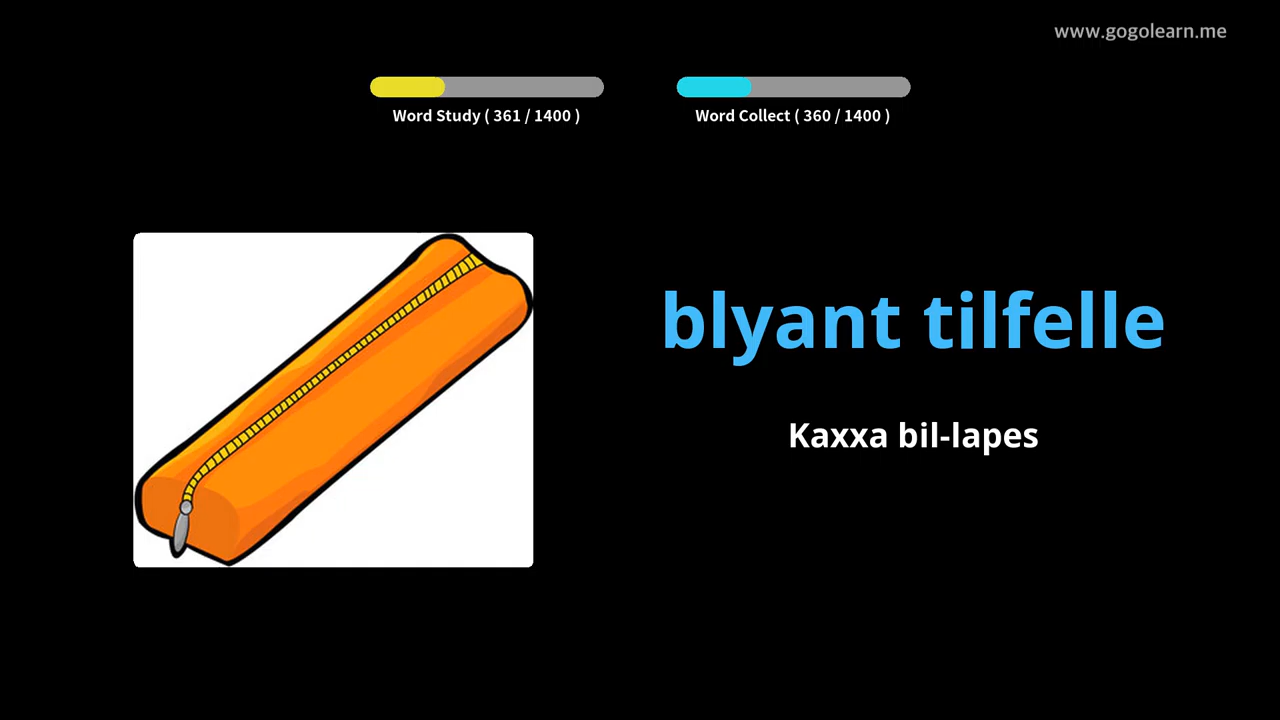 www.gogolearn.me
Word Study ( 361 / 1400 )
Word Collect ( 360 / 1400 )
blyant tilfelle
Kaxxa bil-lapes